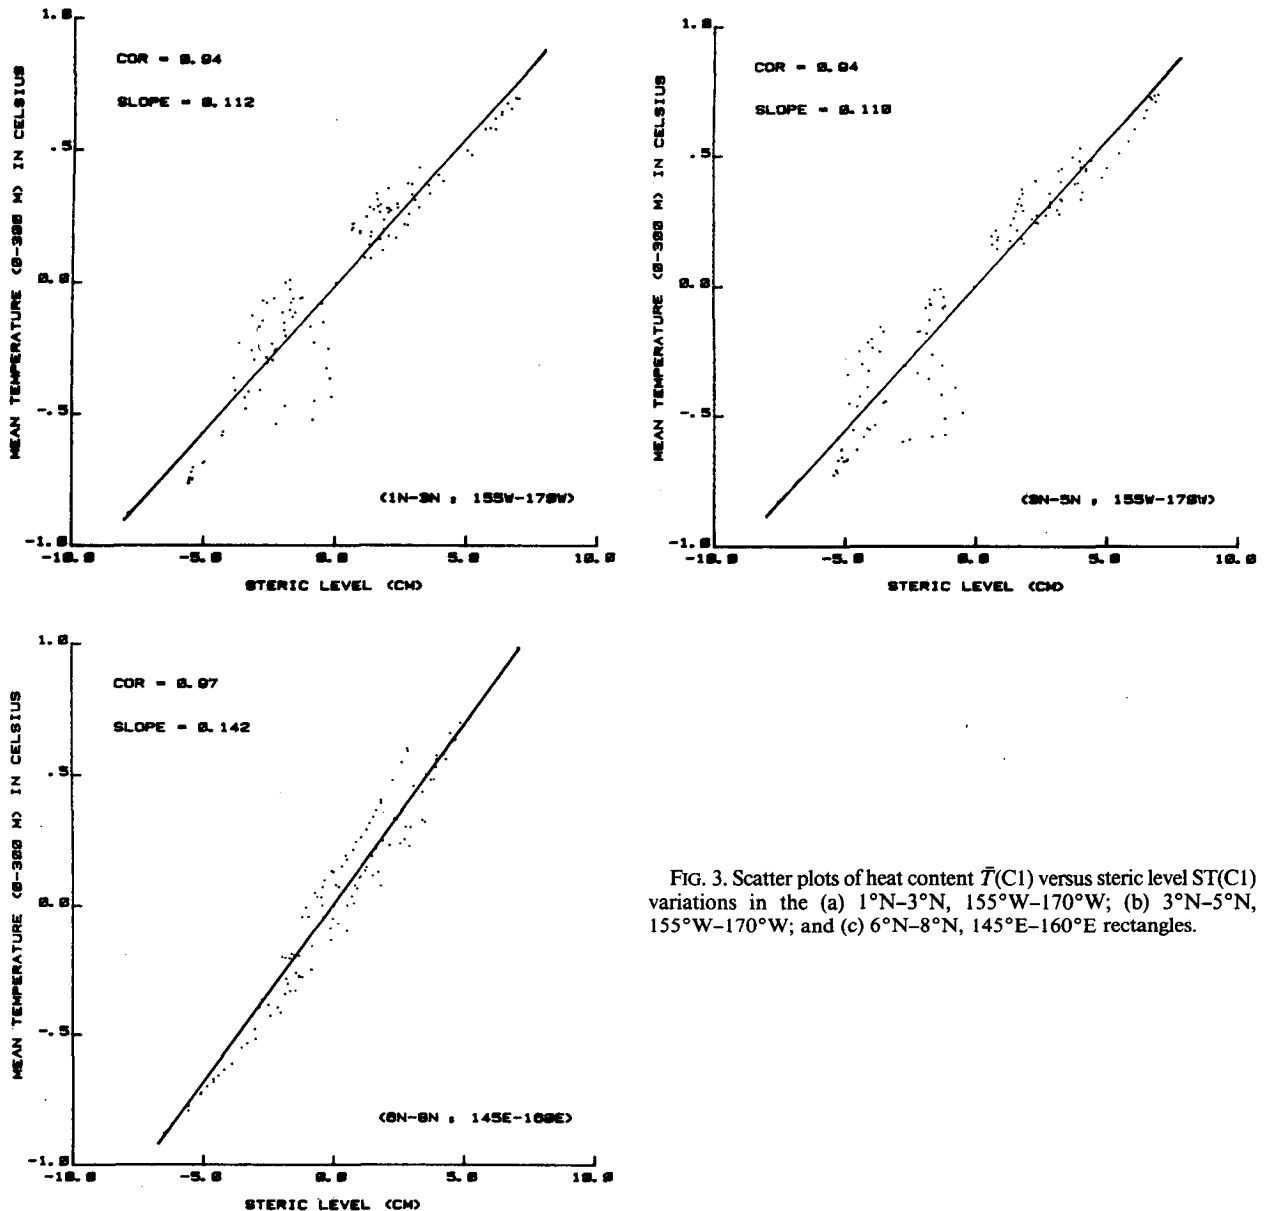 1.0
.5
0.0
-.5
-1.0
MEAN TEMPERATURE (0-300 M) IN CELSIUS
COR = 0.94
SLOPE = 0.112
(1N-3N ; 155W-170W)
-10.0 -5.0 0.0 5.0 10.0
STERIC LEVEL (CM)
1.0
.5
0.0
-.5
-1.0
MEAN TEMPERATURE (0-300 M) IN CELSIUS
COR = 0.94
SLOPE = 0.110
(3N-5N ; 155W-170W)
-10.0 -5.0 0.0 5.0 10.0
STERIC LEVEL (CM)
1.0
.5
0.0
-.5
-1.0
MEAN TEMPERATURE (0-300 M) IN CELSIUS
COR = 0.97
SLOPE = 0.142
(6N-8N ; 145E-160E)
-10.0 -5.0 0.0 5.0 10.0
STERIC LEVEL (CM)
FIG. 3. Scatter plots of heat content T̄(C1) versus steric level ST(C1)
variations in the (a) 1°N–3°N, 155°W–170°W; (b) 3°N–5°N,
155°W–170°W; and (c) 6°N–8°N, 145°E–160°E rectangles.